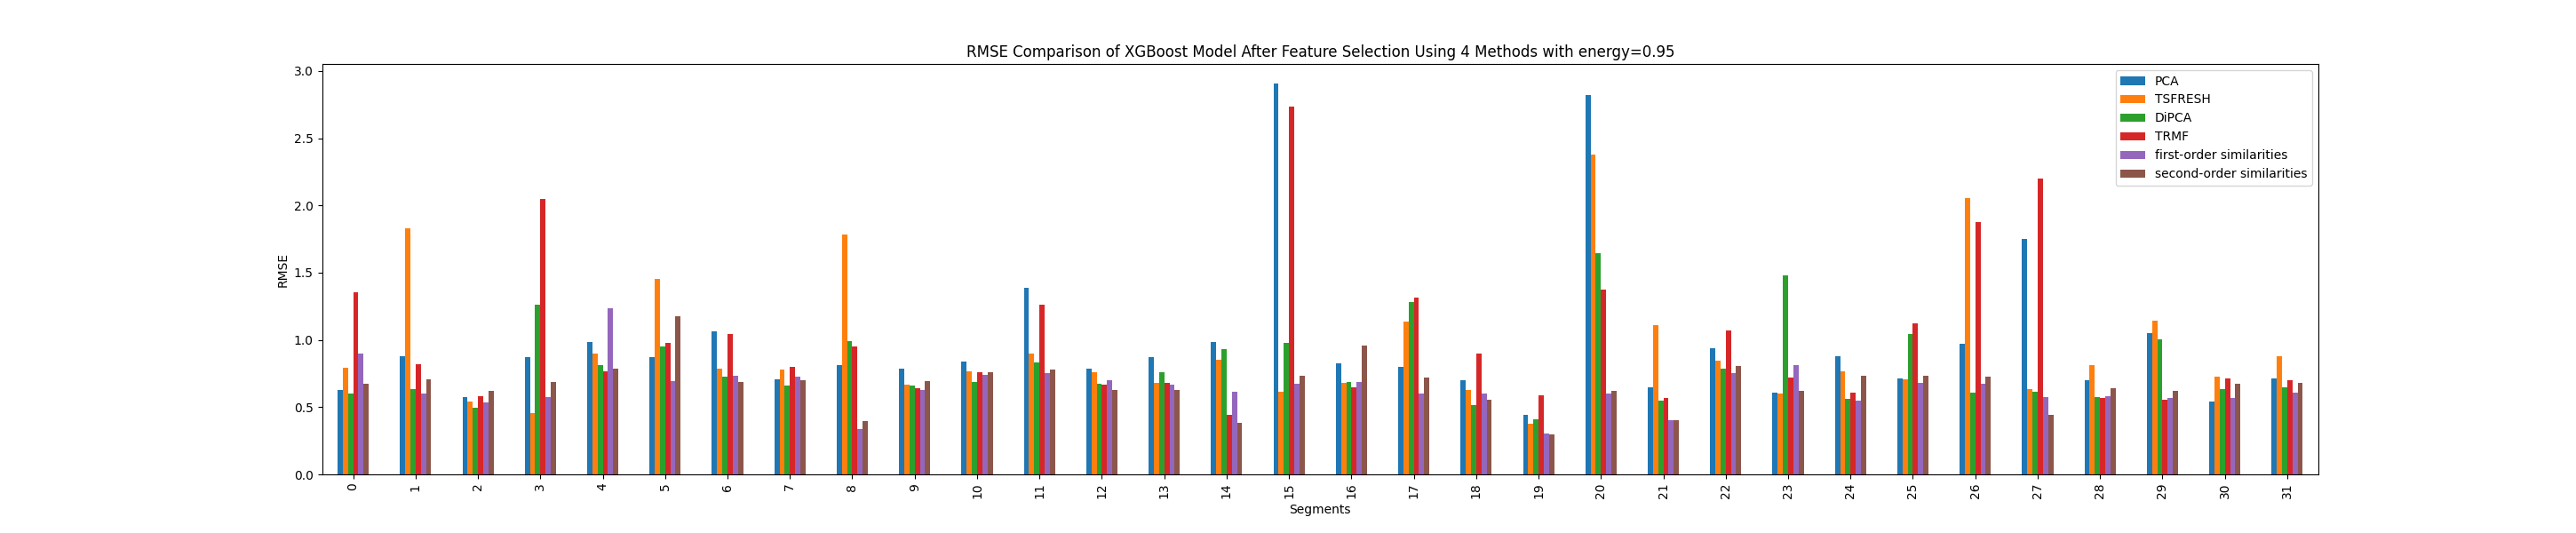 RMSE Comparison of XGBoost Model After Feature Selection Using 4 Methods with energy=0.95
3.0
2.5
2.0
1.5
1.0
0.5
0.0
RMSE
PCA
TSFRESH
DiPCA
TRMF
first-order similarities
second-order similarities
0 1 2 3 4 5 6 7 8 9 10 11 12 13 14 15 16 17 18 19 20 21 22 23 24 25 26 27 28 29 30 31
Segments